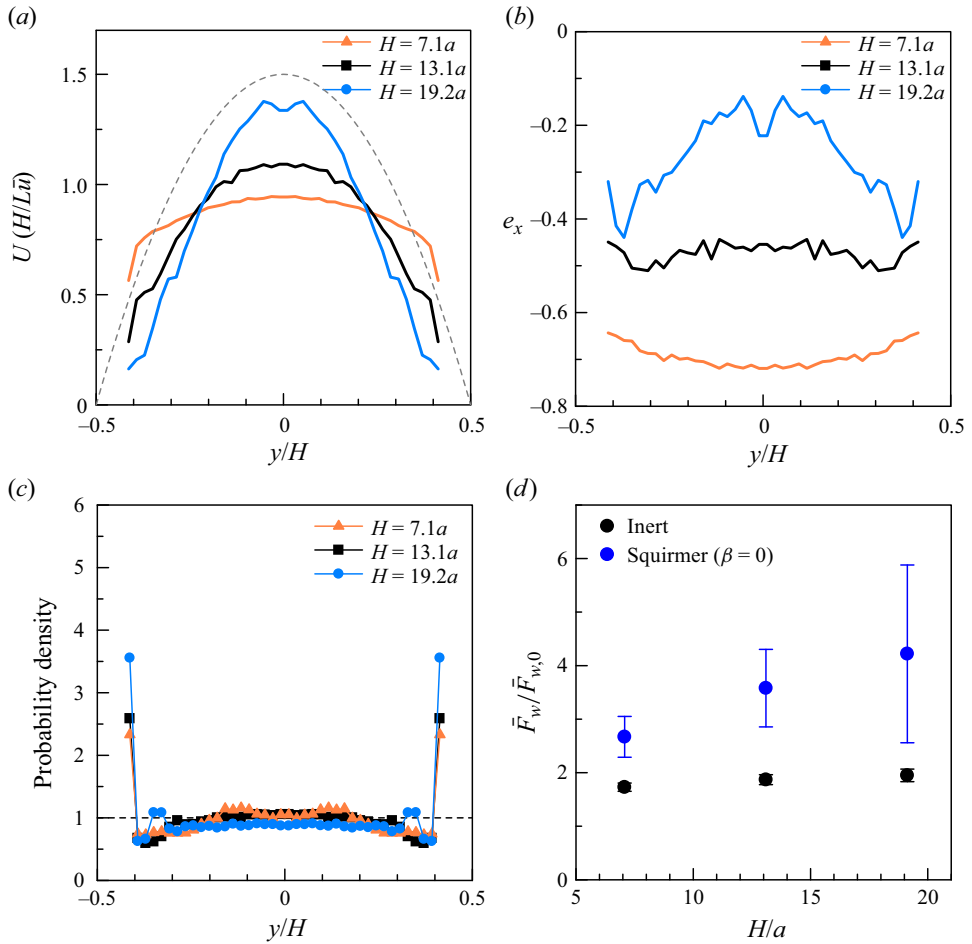 (a)
H = 7.1a
H = 13.1a
H = 19.2a
1.5
1.0
0.5
0
U (H/Lū)
−0.5
0
0.5
y/H
(b)
H = 7.1a
H = 13.1a
H = 19.2a
0
−0.2
−0.4
−0.6
−0.8
e_x
−0.5
0
0.5
y/H
(c)
H = 7.1a
H = 13.1a
H = 19.2a
6
5
4
3
2
1
0
Probability density
−0.5
0
0.5
y/H
(d)
Inert
Squirmer (β = 0)
6
4
2
0
F̄_w/F̄_{w,0}
5
10
15
20
H/a